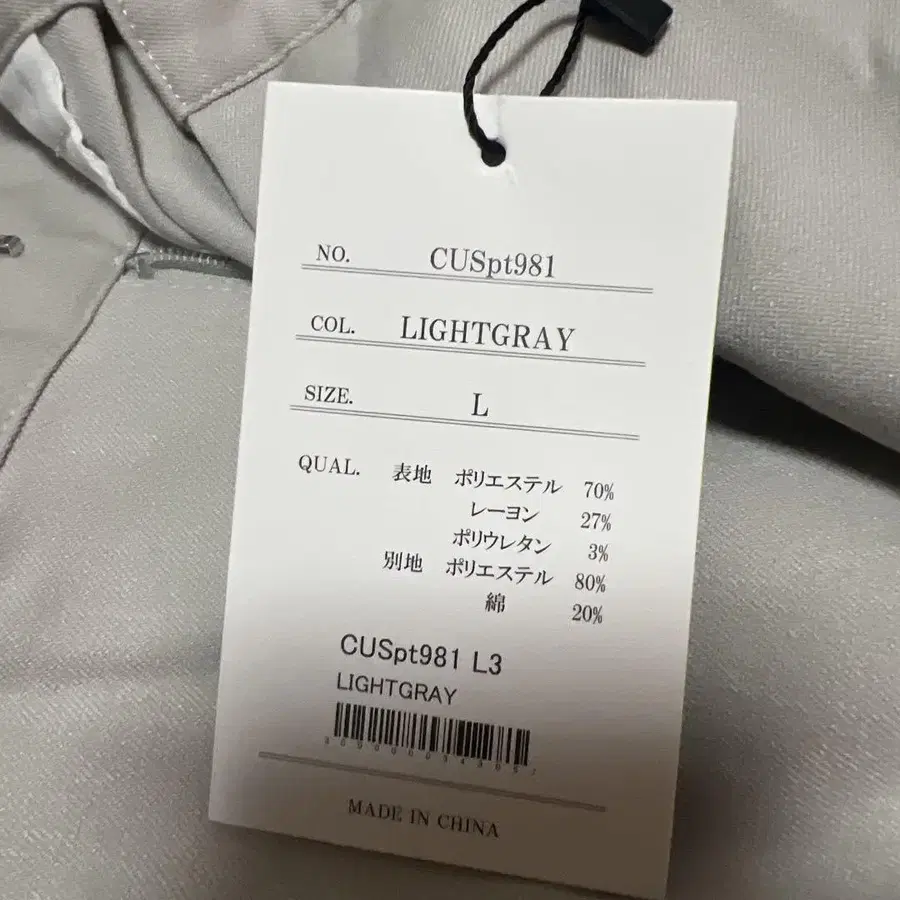 NO. CUSpt981
COL. LIGHTGRAY
SIZE. L
QUAL. 表地 ポリエステル 70%
レーヨン 27%
ポリウレタン 3%
別地 ポリエステル 80%
綿 20%
CUSpt981 L3
LIGHTGRAY
MADE IN CHINA